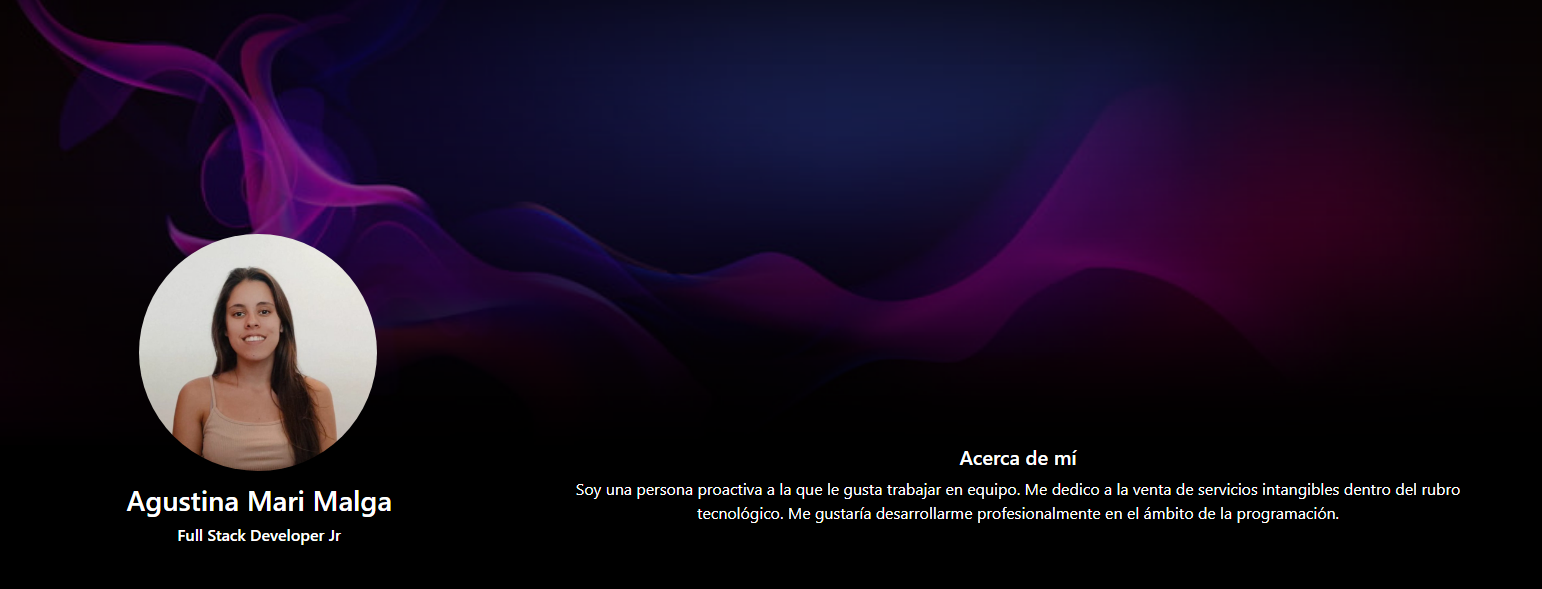 Agustina Mari Malga
Full Stack Developer Jr
Acerca de mí
Soy una persona proactiva a la que le gusta trabajar en equipo. Me dedico a la venta de servicios intangibles dentro del rubro
tecnológico. Me gustaría desarrollarme profesionalmente en el ámbito de la programación.